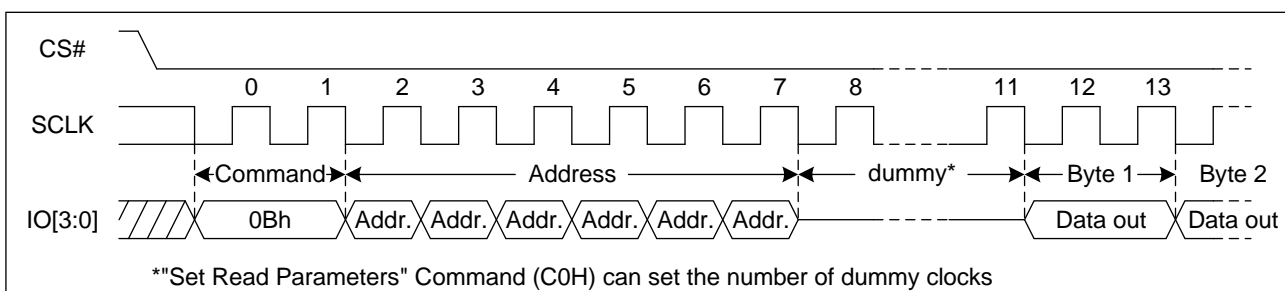 CS#
0 1 2 3 4 5 6 7 8 11 12 13
SCLK
Command Address dummy* Byte 1 Byte 2
IO[3:0] 0Bh Addr. Addr. Addr. Addr. Addr. Addr. Data out Data out
*"Set Read Parameters" Command (C0H) can set the number of dummy clocks